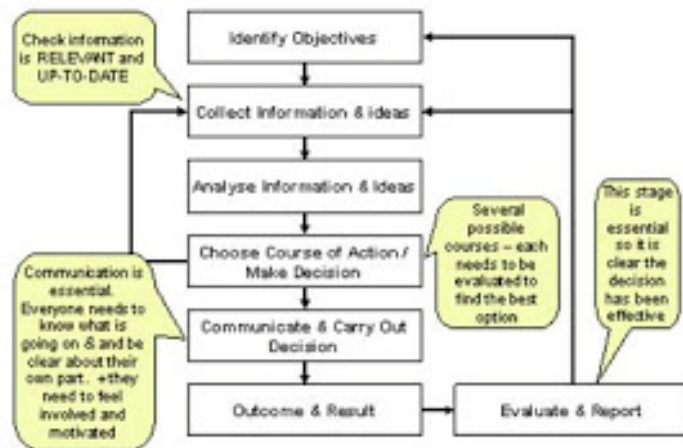 Identify Objectives
Check information
is RELEVANT and
UP-TO-DATE
Collect Information & ideas
Analyse Information & Ideas
Choose Course of Action /
Make Decision
Several
possible
courses – each
needs to be
evaluated to
find the best
option
This stage
is
essential
so it is
clear the
decision
has been
effective
Communication is
essential.
Everyone needs to
know what is
going on & and be
clear about their
own part. +they
need to feel
involved and
motivated
Communicate & Carry Out
Decision
Outcome & Result
Evaluate & Report